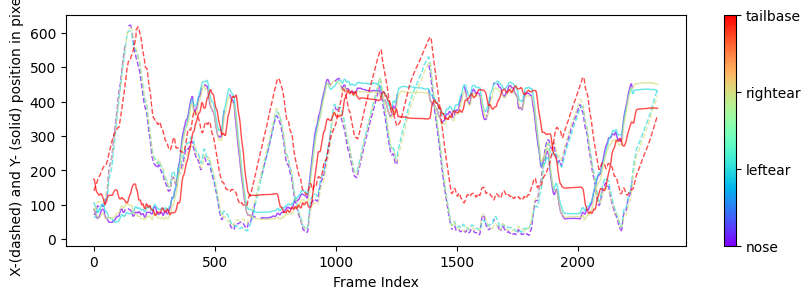 X-(dashed) and Y- (solid) position in pixe
600
500
400
300
200
100
0
0
500
1000
1500
2000
Frame Index
tailbase
rightear
leftear
nose